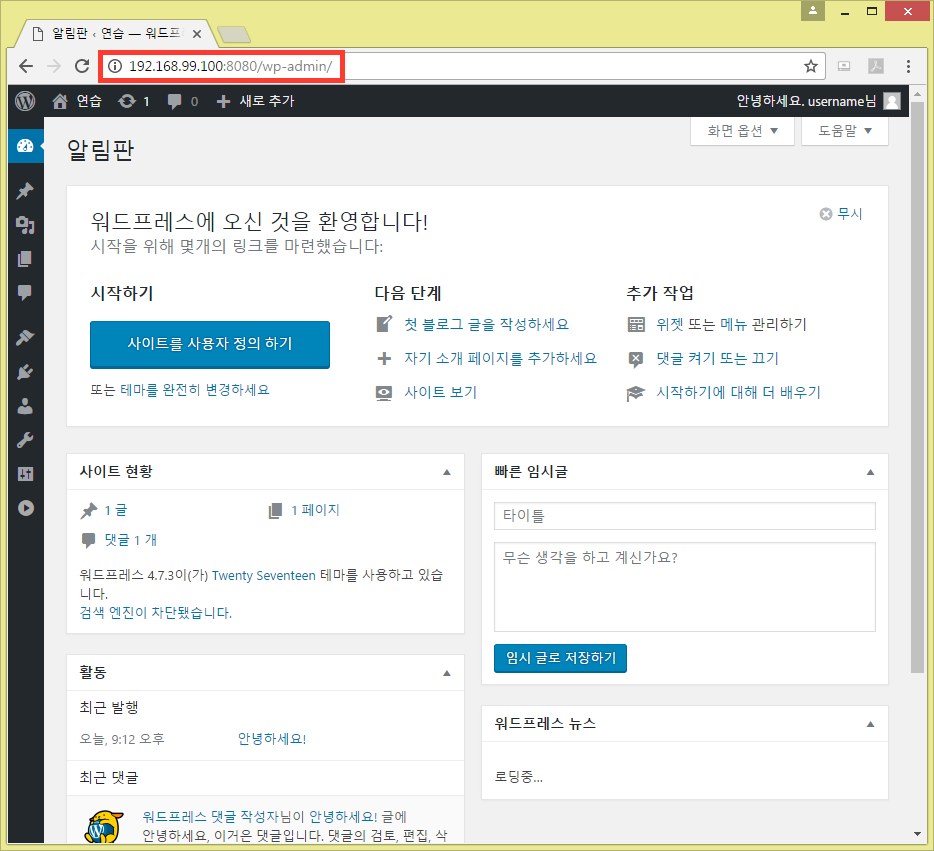 알림판 ‹ 연습 — 워드프
192.168.99.100:8080/wp-admin/
연습 1 0 새로 추가 안녕하세요. username님
화면 옵션 ▼ 도움말 ▼
알림판
워드프레스에 오신 것을 환영합니다!
무시
시작을 위해 몇개의 링크를 마련했습니다:
시작하기
사이트를 사용자 정의 하기
또는 테마를 완전히 변경하세요
다음 단계
첫 블로그 글을 작성하세요
자기 소개 페이지를 추가하세요
사이트 보기
추가 작업
위젯 또는 메뉴 관리하기
댓글 켜기 또는 끄기
시작하기에 대해 더 배우기
사이트 현황
1 글
1 페이지
댓글 1 개
워드프레스 4.7.3이(가) Twenty Seventeen 테마를 사용하고 있습
니다.
검색 엔진이 차단됐습니다.
활동
최근 발행
오늘, 9:12 오후 안녕하세요!
최근 댓글
워드프레스 댓글 작성자님이 안녕하세요! 글에
안녕하세요, 이거은 댓글입니다. 댓글의 검토, 편집, 삭
빠른 임시글
타이틀
무슨 생각을 하고 계신가요?
임시 글로 저장하기
워드프레스 뉴스
로딩중...